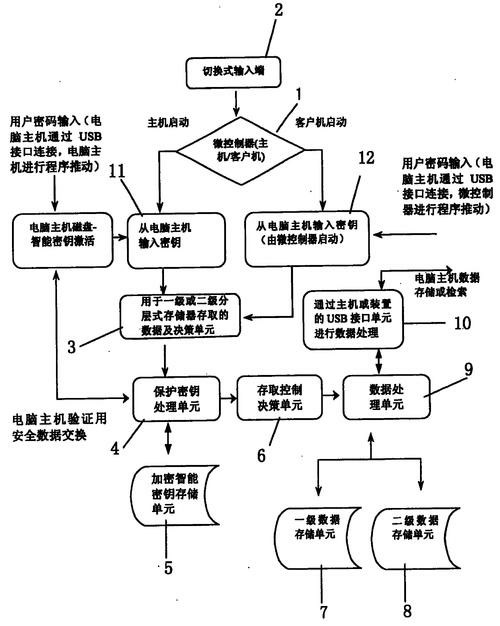 2
切换式输入端
1
主机启动
客户机启动
微控制器(主
机/客户机)
用户密码输入（电
脑主机通过 USB
接口连接，电脑主
机进行程序推动）
11
12
用户密码输入（电
脑主机通过 USB
接口连接，微控制
器进行程序推动）
电脑主机磁盘-
智能密钥激活
从电脑主机
输入密钥
从电脑主机输入密钥
（由微控制器启动）
电脑主机数据
存储或检索
用于一级或二级分
层式存储器存取的
数据及决策单元
3
通过主机或装置
的 USB 接口单元
进行数据处理
10
保护密钥
处理单元
4
存取控制
决策单元
6
数据处
理单元
9
电脑主机验证用
安全数据交换
加密智能
密钥存储
单元
5
一级数据
存储单元
7
二级数据
存储单元
8